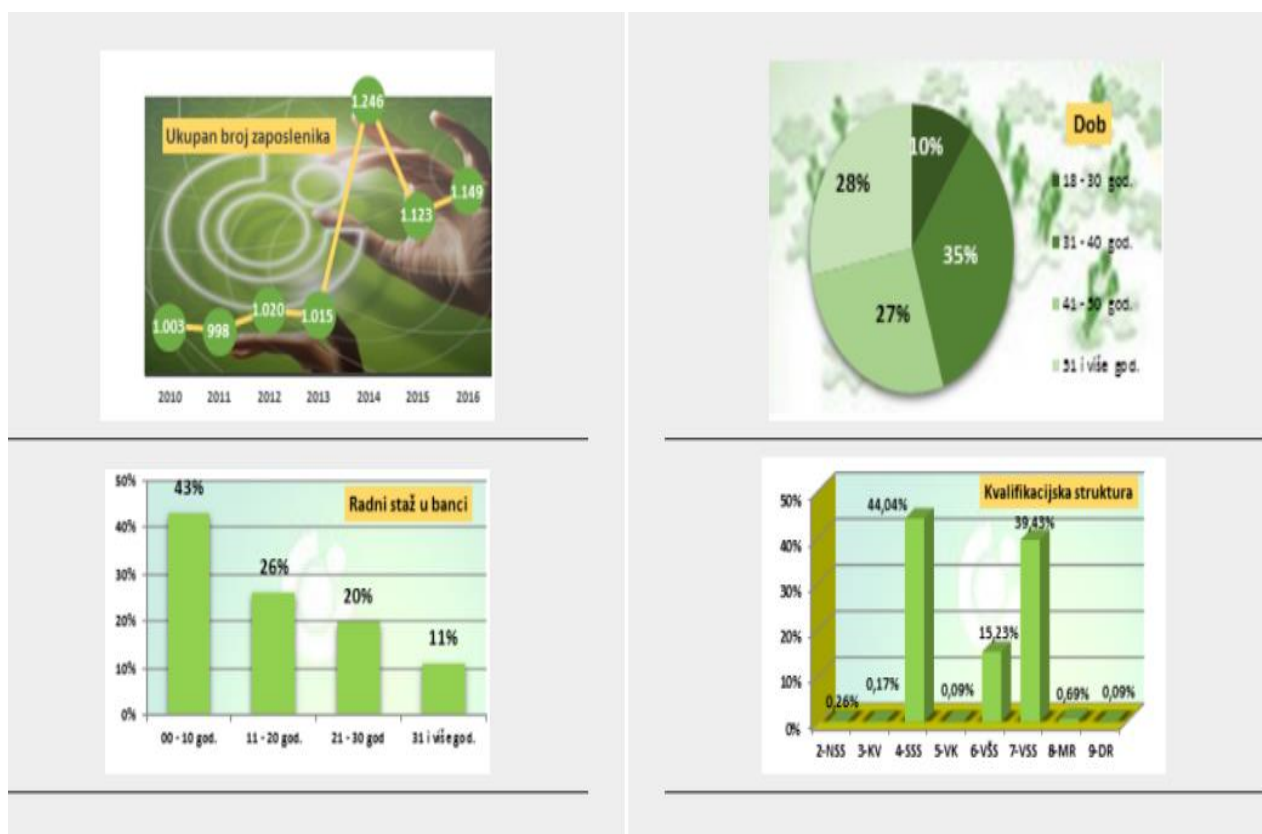 Ukupan broj zaposlenika
1.246
1.149
1.123
1.020
1.015
1.003
998
2010 2011 2012 2013 2014 2015 2016
Dob
10%
35%
27%
28%
18 - 30 god.
31 - 40 god.
41 - 50 god.
51 i više god.
Radni staž u banci
50%
40%
30%
20%
10%
0%
43%
26%
20%
11%
00 - 10 god.
11 - 20 god.
21 - 30 god
31 i više god.
Kvalifikacijska struktura
50%
40%
30%
20%
10%
0%
0,26%
0,17%
44,04%
0,09%
15,23%
39,43%
0,69%
0,09%
2-NSS 3-KV 4-SSS 5-VK 6-VŠS 7-VSS 8-MR 9-DR